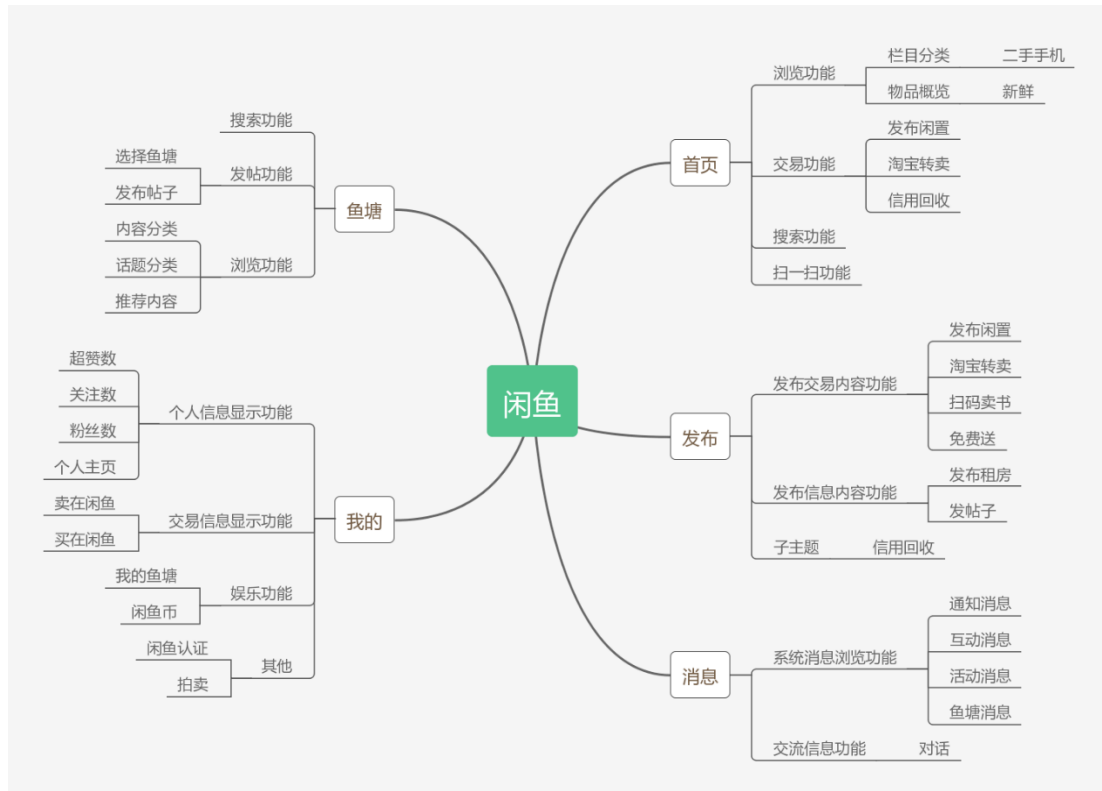 闲鱼
首页
浏览功能
栏目分类
二手手机
物品概览
新鲜
交易功能
发布闲置
淘宝转卖
信用回收
搜索功能
扫一扫功能
发布
发布交易内容功能
发布闲置
淘宝转卖
扫码卖书
免费送
发布信息内容功能
发布租房
发帖子
子主题
信用回收
消息
系统消息浏览功能
通知消息
互动消息
活动消息
鱼塘消息
交流信息功能
对话
鱼塘
搜索功能
发帖功能
选择鱼塘
发布帖子
浏览功能
内容分类
话题分类
推荐内容
我的
个人信息显示功能
超赞数
关注数
粉丝数
个人主页
交易信息显示功能
卖在闲鱼
买在闲鱼
娱乐功能
我的鱼塘
闲鱼币
其他
闲鱼认证
拍卖